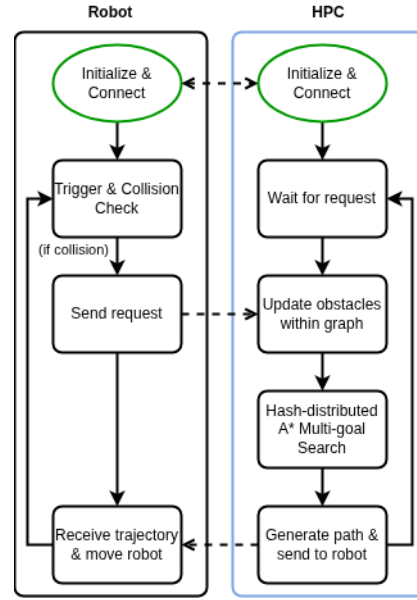 Robot
HPC
Initialize &
Connect
Initialize &
Connect
Trigger & Collision
Check
Wait for request
(if collision)
Send request
Update obstacles
within graph
Hash-distributed
A* Multi-goal
Search
Receive trajectory
& move robot
Generate path &
send to robot